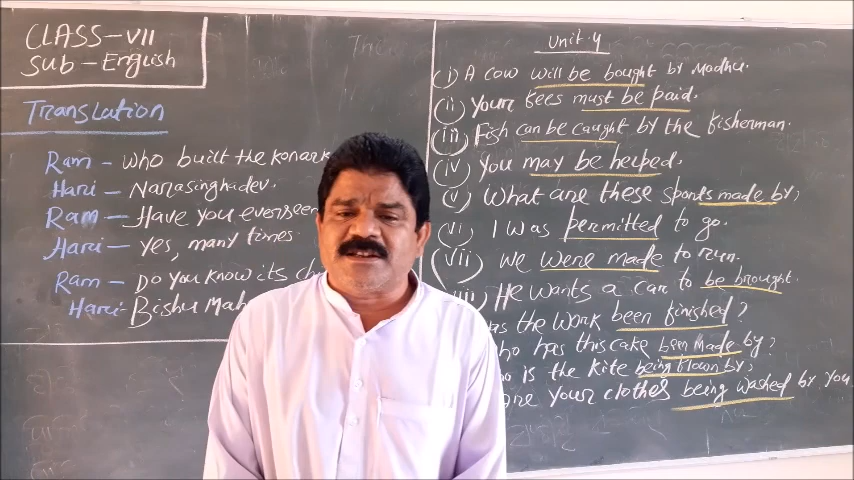 CLASS-VII
Sub-English
Translation
Ram - Who built the Konark
Hari - Narasinghadev.
Ram - Have you ever seen
Hari - Yes, many times.
Ram - Do you know its ch
Hari - Bishu Mah
Unit-4
(i) A cow will be bought by Madhu.
(ii) Your fees must be paid.
(iii) Fish can be caught by the fisherman.
(iv) You may be helped.
(v) What are these spoons made by,
(vi) I was permitted to go.
(vii) We were made to run.
He wants a car to be brought.
the work been finished?
ho has this cake been made by?
o is the kite being flown by,
are your clothes being washed by you